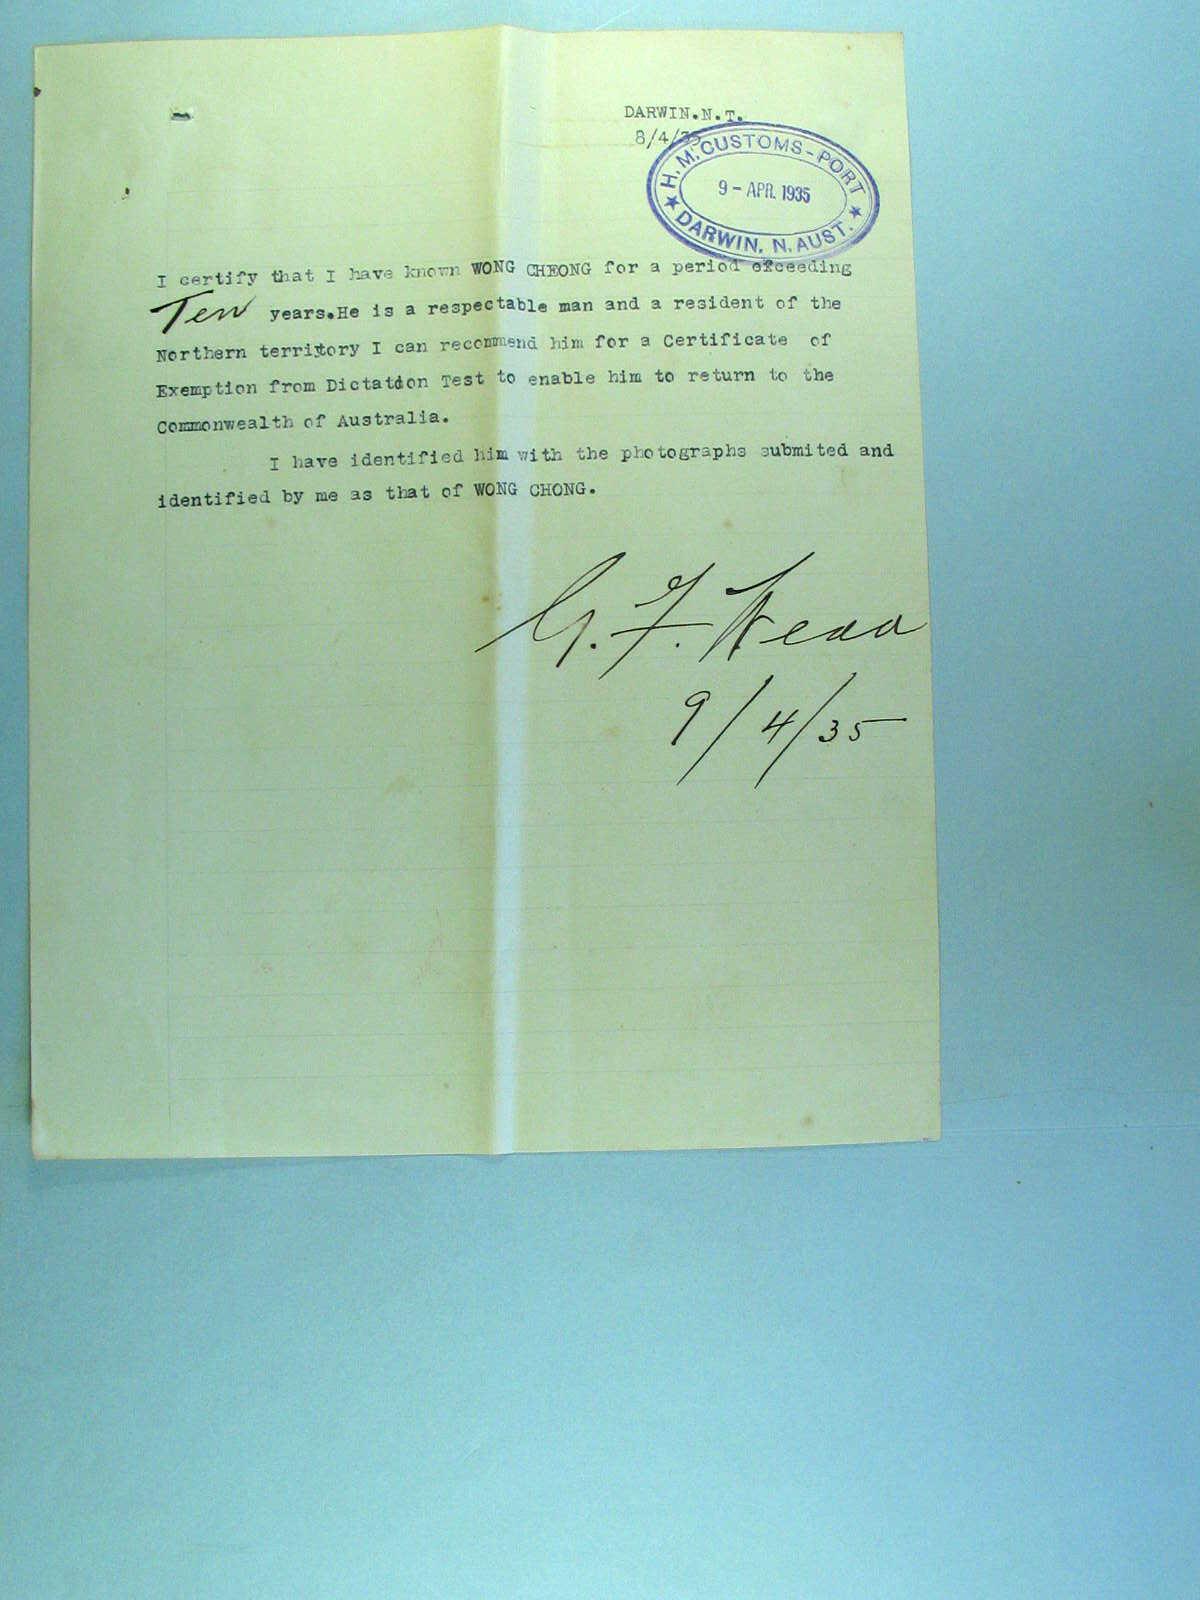 DARWIN.N.T.
8/4/35
H. M. CUSTOMS - PORT
9 - APR. 1935
DARWIN, N. AUST.
I certify that I have known WONG CHEONG for a period exceeding
Ten years.He is a respectable man and a resident of the
Northern territory I can recommend him for a Certificate of
Exemption from Dictation Test to enable him to return to the
Commonwealth of Australia.
I have identified him with the photographs submited and
identified by me as that of WONG CHONG.
G. F. 
9/4/35